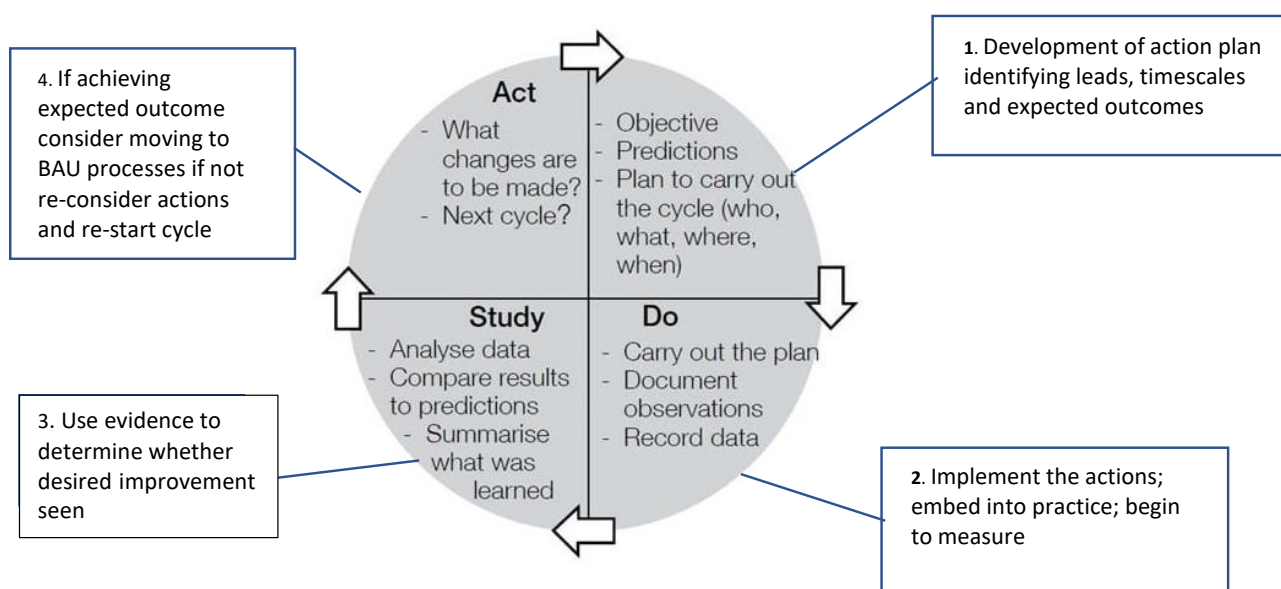 4. If achieving
expected outcome
consider moving to
BAU processes if not
re-consider actions
and re-start cycle
1. Development of action plan
identifying leads, timescales
and expected outcomes
Act
- What
changes are
to be made?
- Next cycle?
- Objective
- Predictions
- Plan to carry out
the cycle (who,
what, where,
when)
Study
- Analyse data
- Compare results
to predictions
- Summarise
what was
learned
Do
- Carry out the plan
- Document
observations
- Record data
3. Use evidence to
determine whether
desired improvement
seen
2. Implement the actions;
embed into practice; begin
to measure